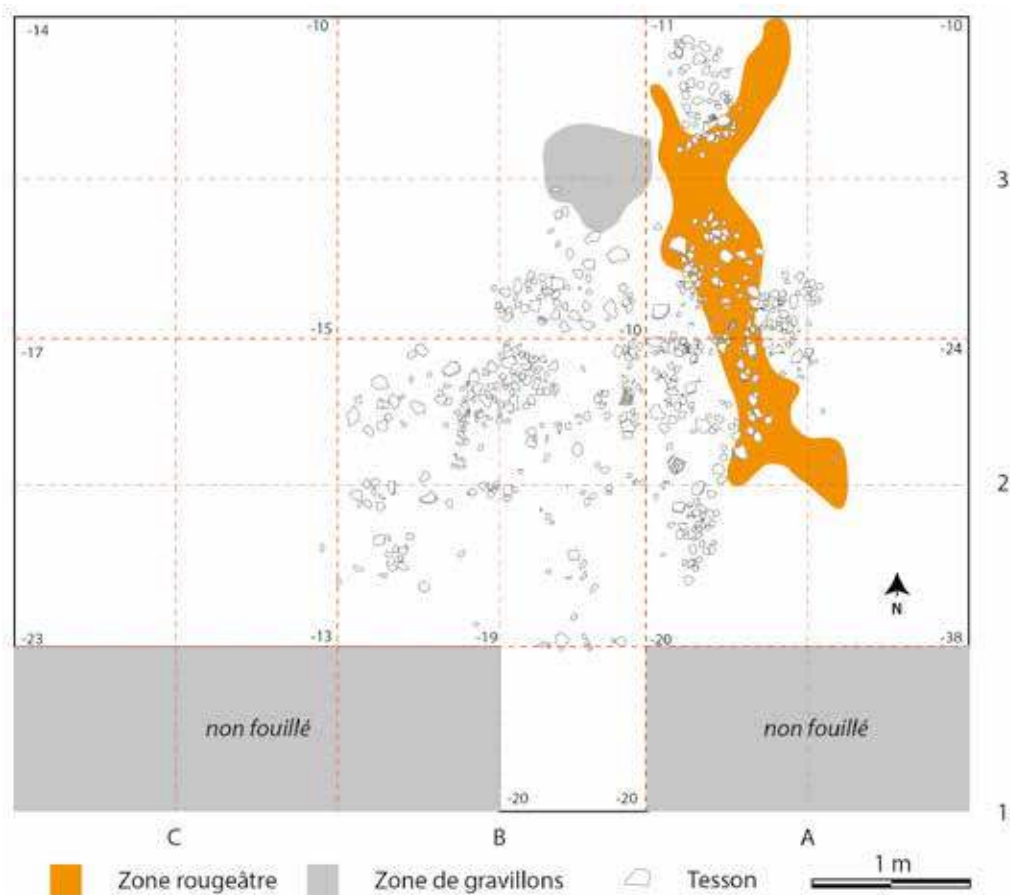 -14 -10 -11 -10
3
-15 -10
-17 -24
2
N
-23 -13 -19 -20 -38
non fouillé non fouillé
-20 -20
1
C B A
Zone rougeâtre Zone de gravillons Tesson 1 m